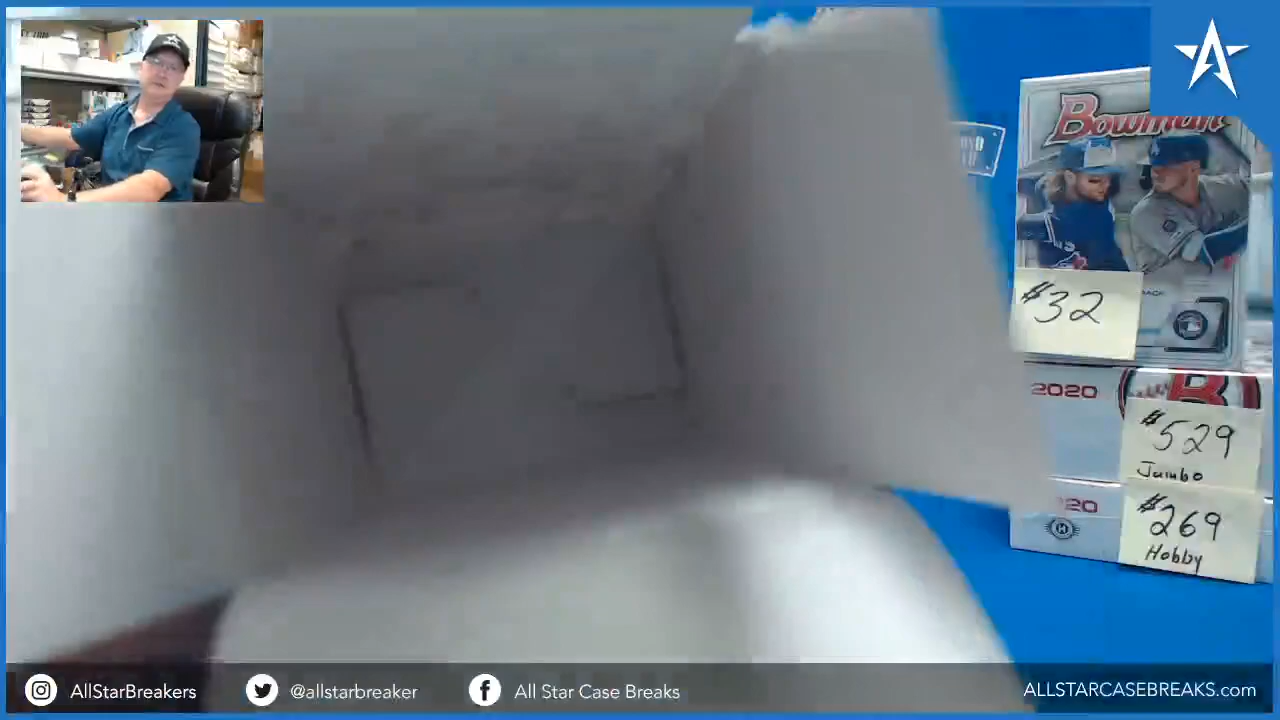 Bowman
$32
2020
$529
Jumbo
20
$269
Hobby
AllStarBreakers
@allstarbreaker
All Star Case Breaks
ALLSTARCASEBREAKS.com